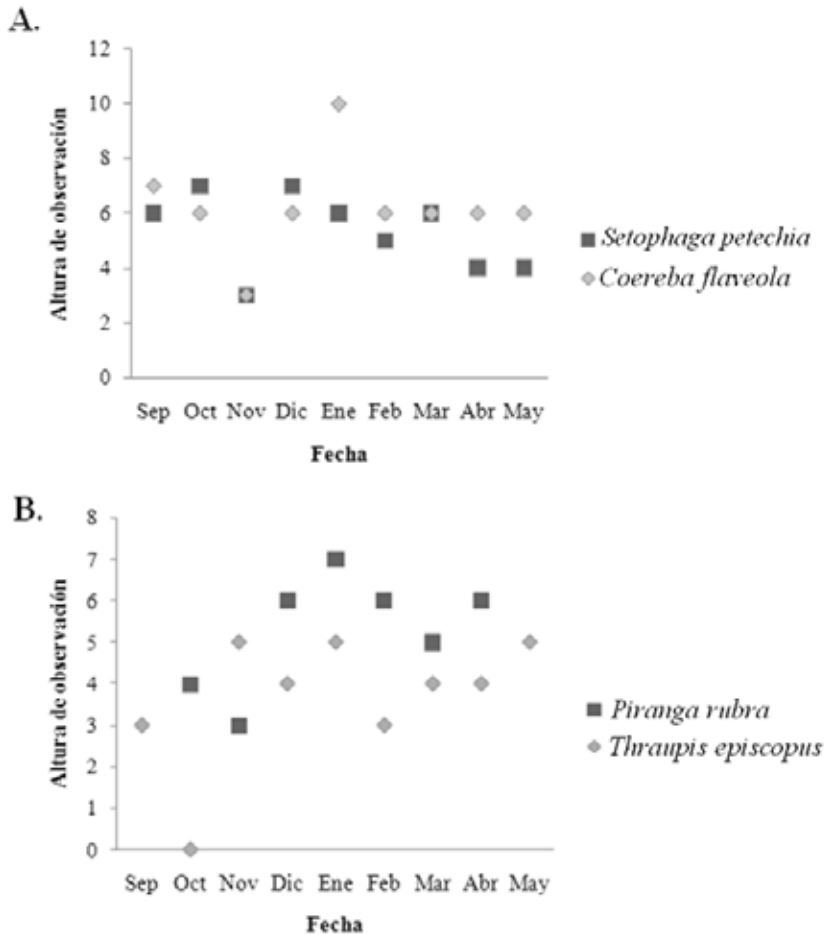 A.
Altura de observación
12
10
8
6
4
2
0
Sep Oct Nov Dic Ene Feb Mar Abr May
Fecha
Setophaga petechia
Coereba flaveola
B.
Altura de observación
8
7
6
5
4
3
2
1
0
Sep Oct Nov Dic Ene Feb Mar Abr May
Fecha
Piranga rubra
Thraupis episcopus